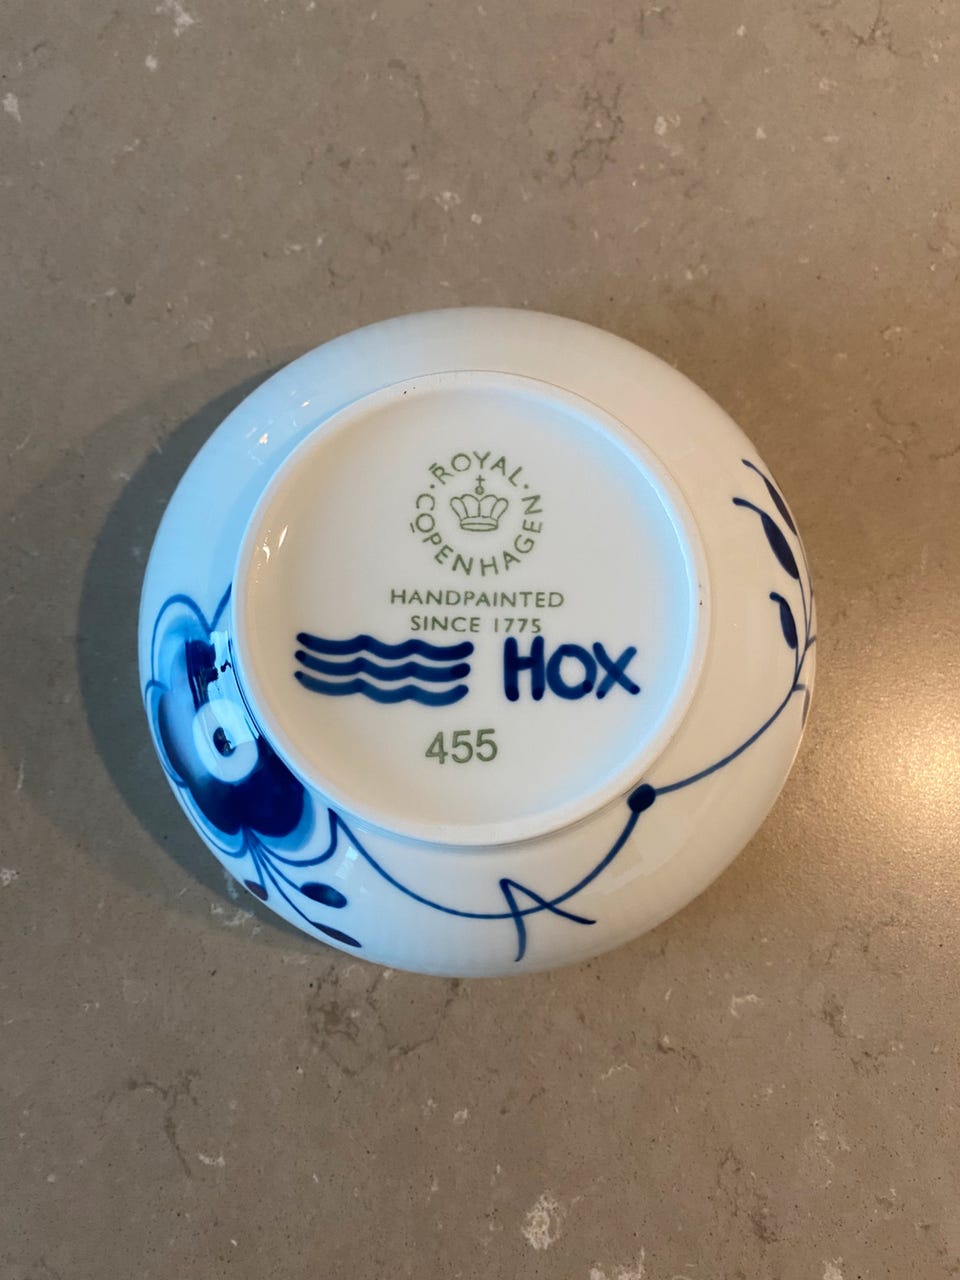 ROYAL
COPENHAGEN
HANDPAINTED
SINCE 1775
HOX
455